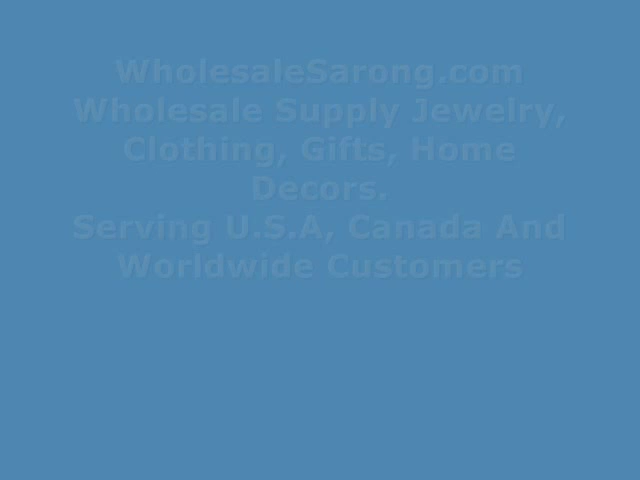 WholesaleSarong.com
Wholesale Supply Jewelry,
Clothing, Gifts, Home
Decors.
Serving U.S.A, Canada And
Worldwide Customers